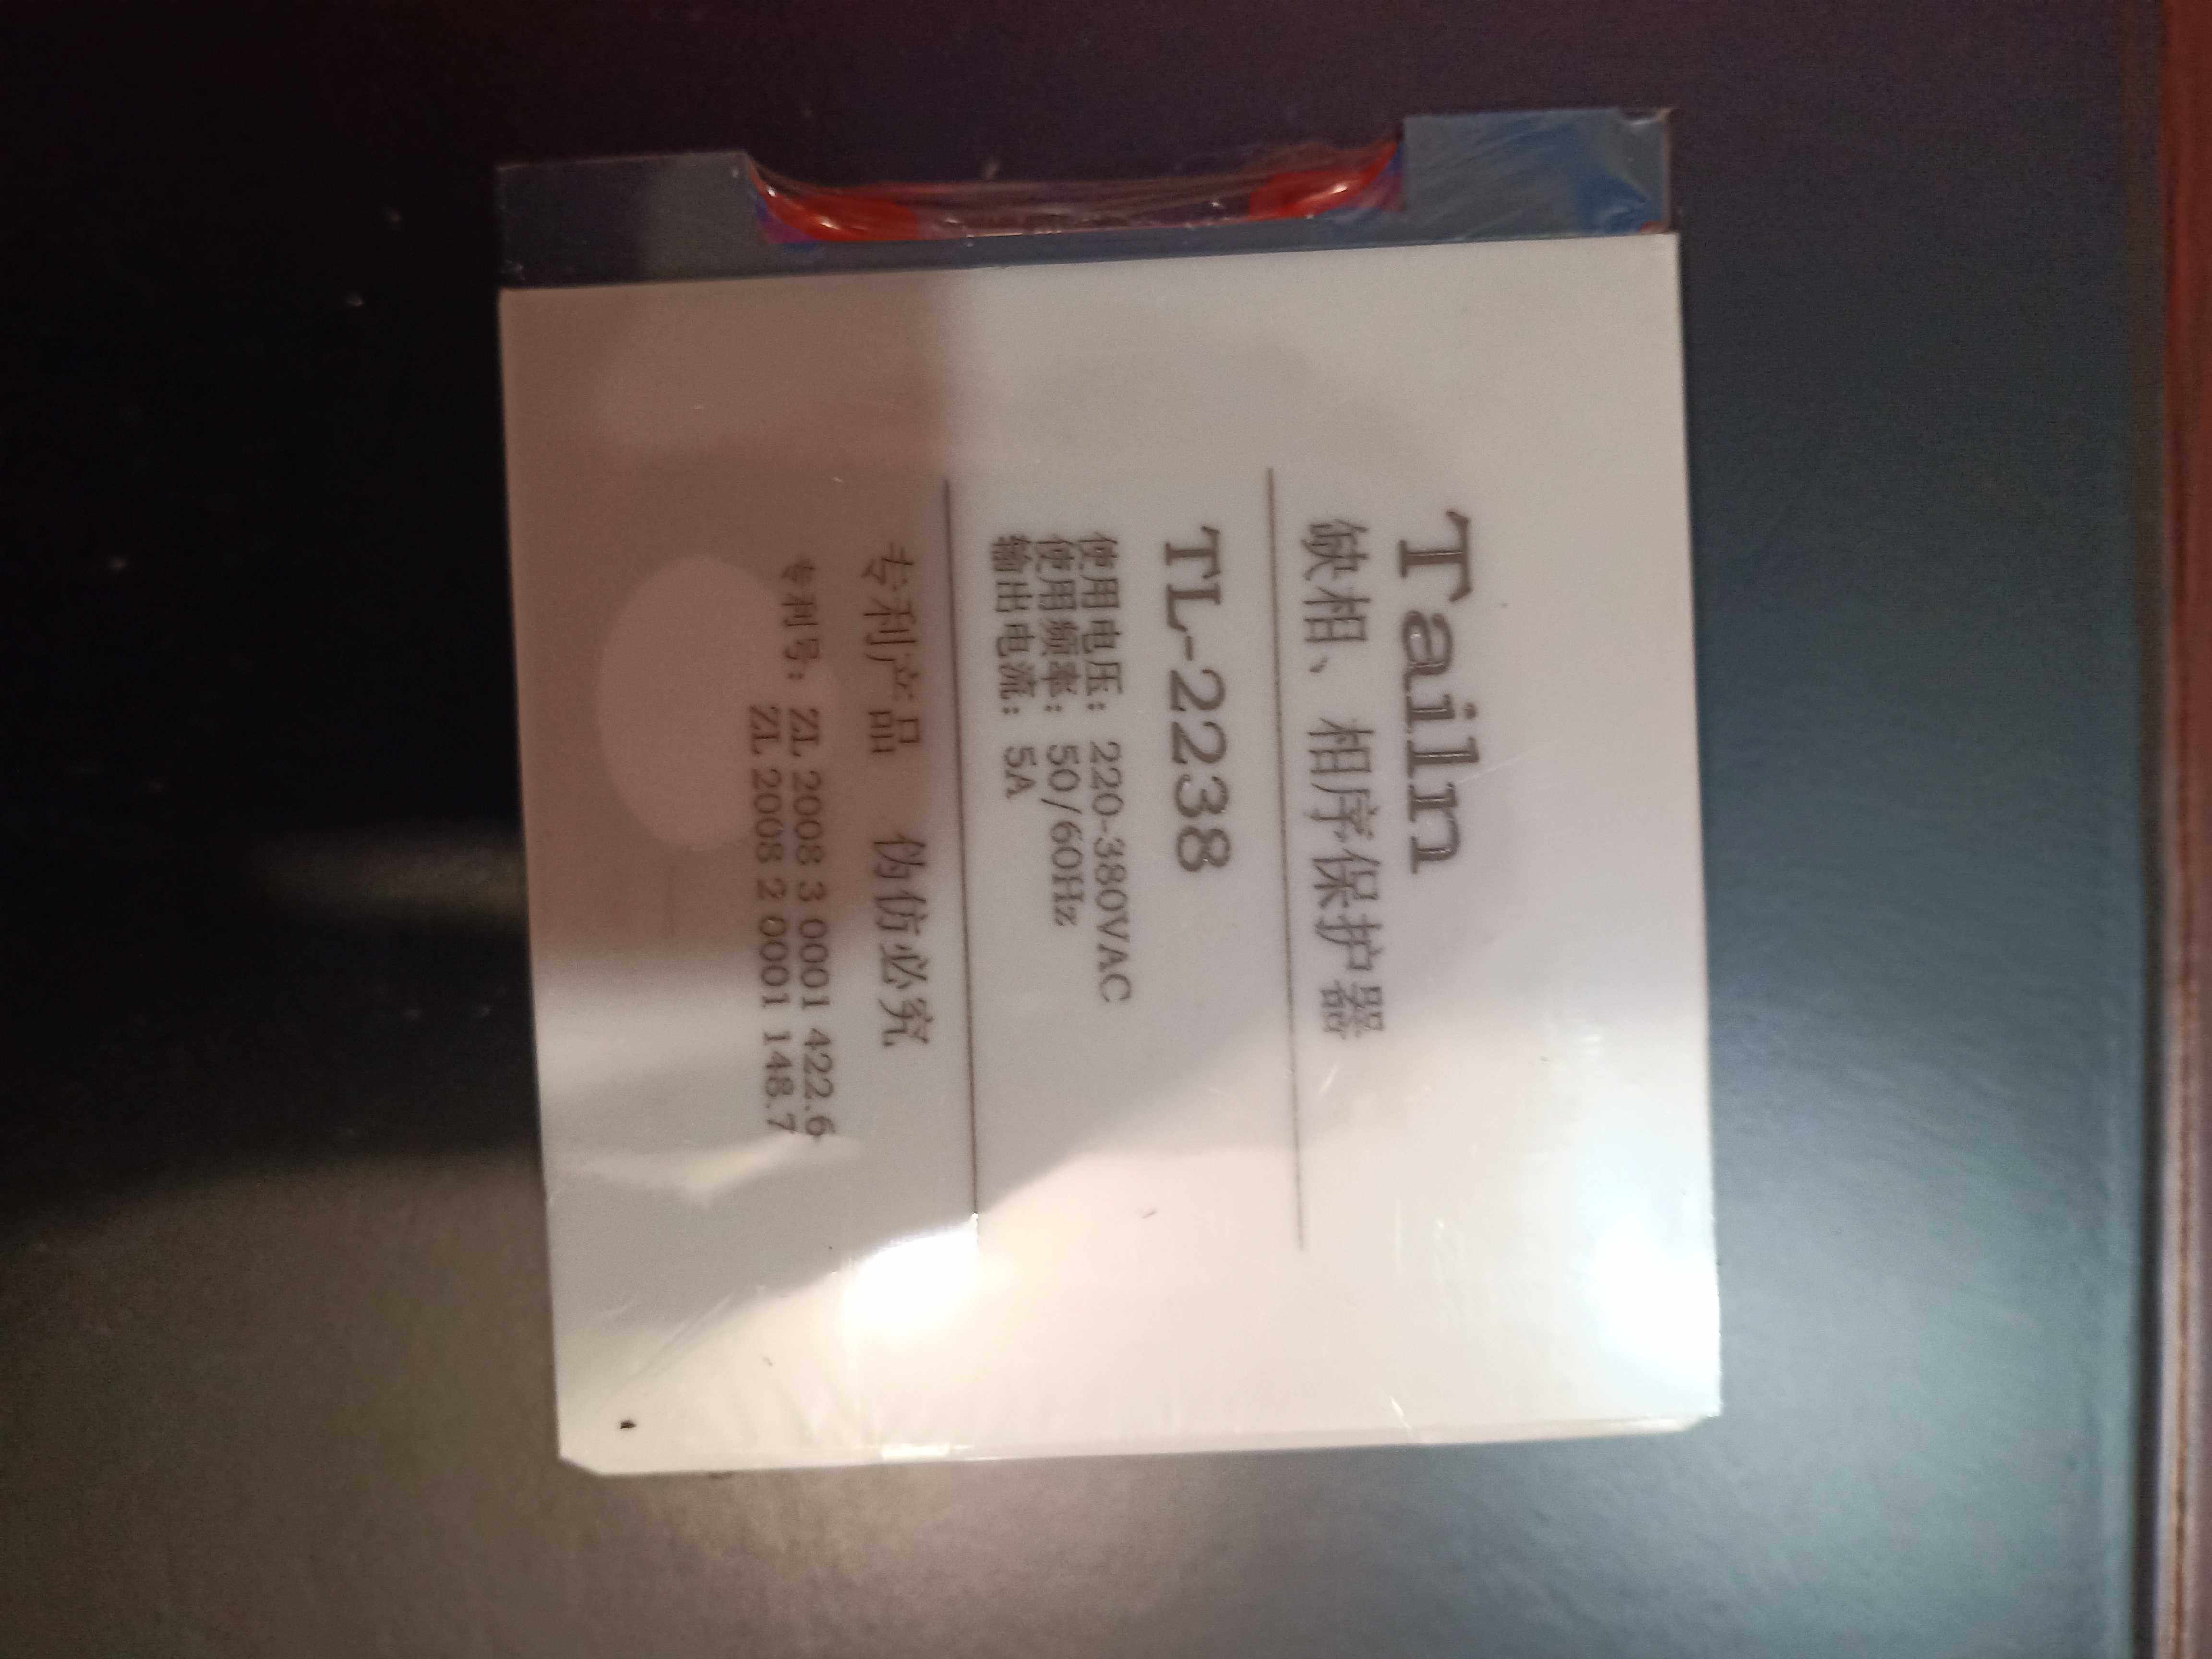 Tailn
缺相、相序保护器
TL-2238
使用电压: 220-380VAC
使用频率: 50/60Hz
输出电流: 5A
专利产品 伪仿必究
专利号: ZL 2008 3 0001 422.6
ZL 2008 2 0001 148.7